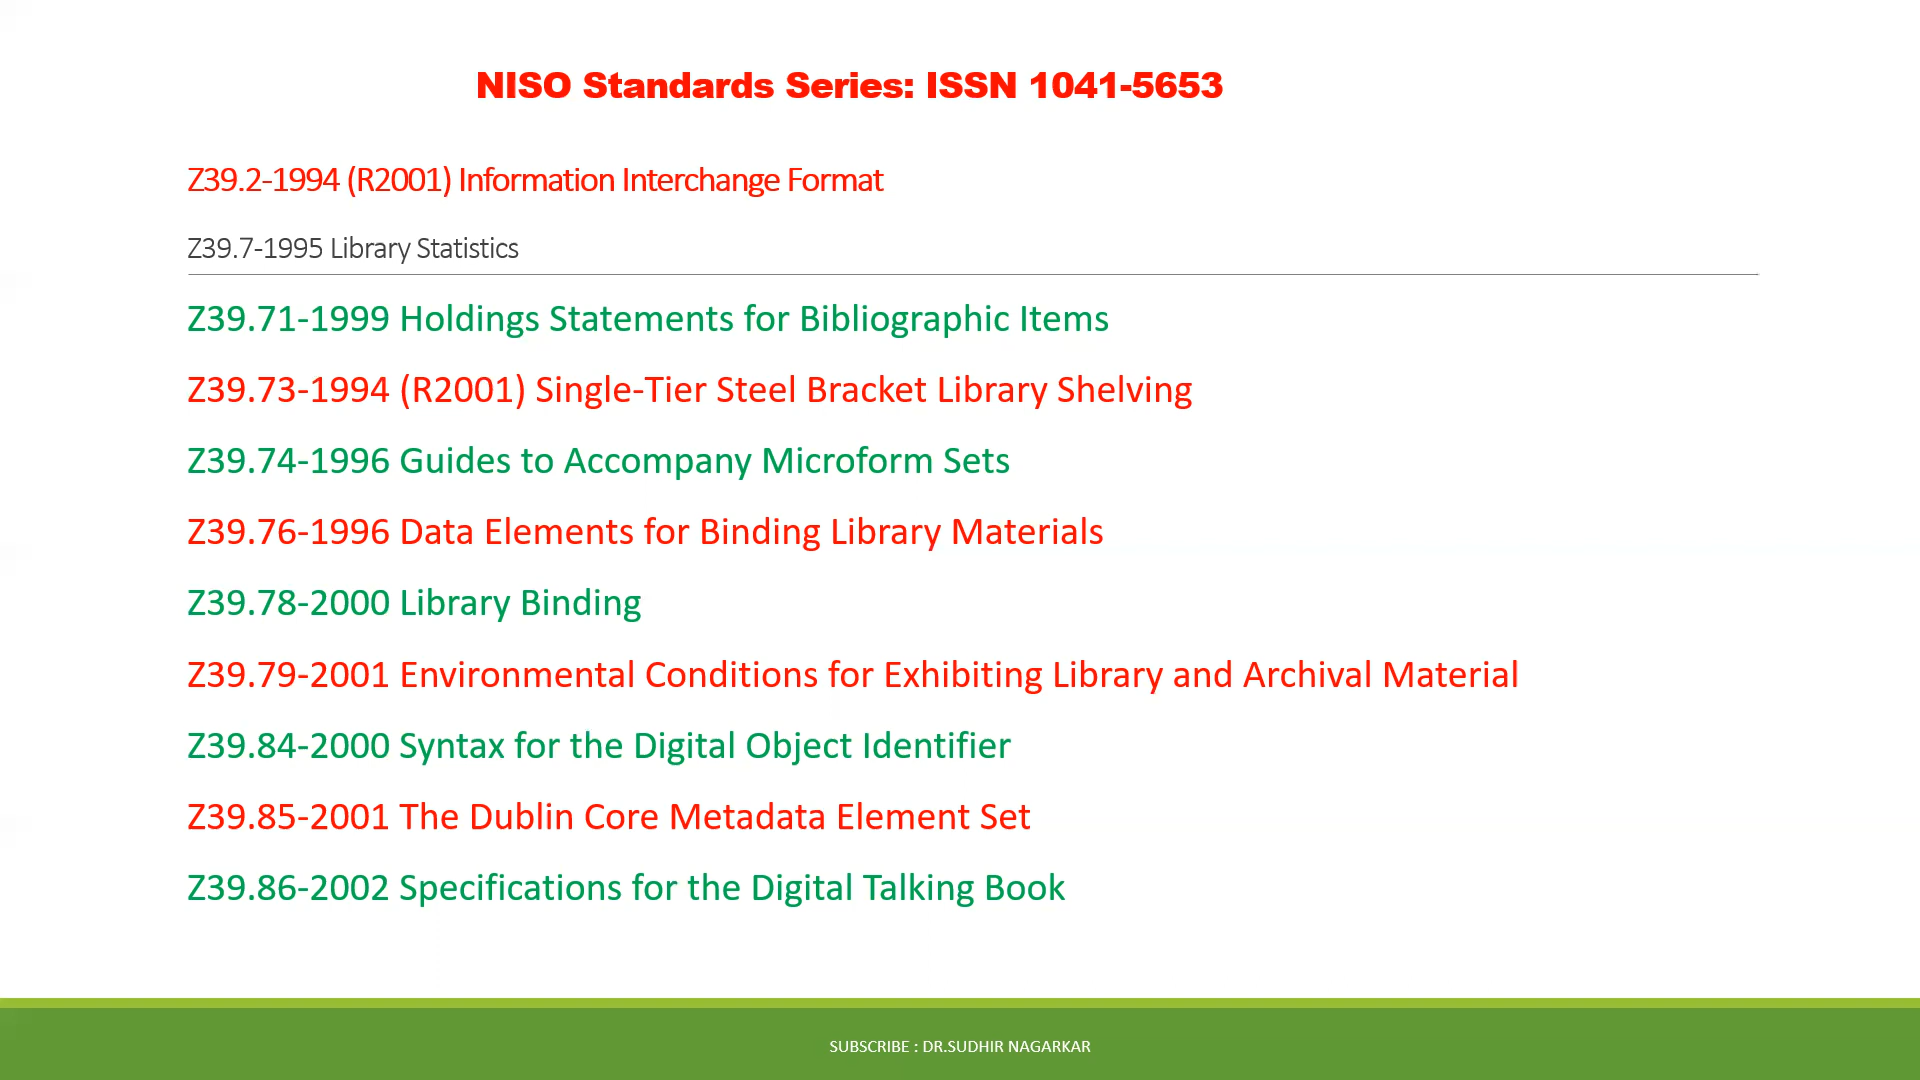 NISO Standards Series: ISSN 1041-5653
Z39.2-1994 (R2001) Information Interchange Format
Z39.7-1995 Library Statistics
Z39.71-1999 Holdings Statements for Bibliographic Items
Z39.73-1994 (R2001) Single-Tier Steel Bracket Library Shelving
Z39.74-1996 Guides to Accompany Microform Sets
Z39.76-1996 Data Elements for Binding Library Materials
Z39.78-2000 Library Binding
Z39.79-2001 Environmental Conditions for Exhibiting Library and Archival Material
Z39.84-2000 Syntax for the Digital Object Identifier
Z39.85-2001 The Dublin Core Metadata Element Set
Z39.86-2002 Specifications for the Digital Talking Book
SUBSCRIBE : DR.SUDHIR NAGARKAR